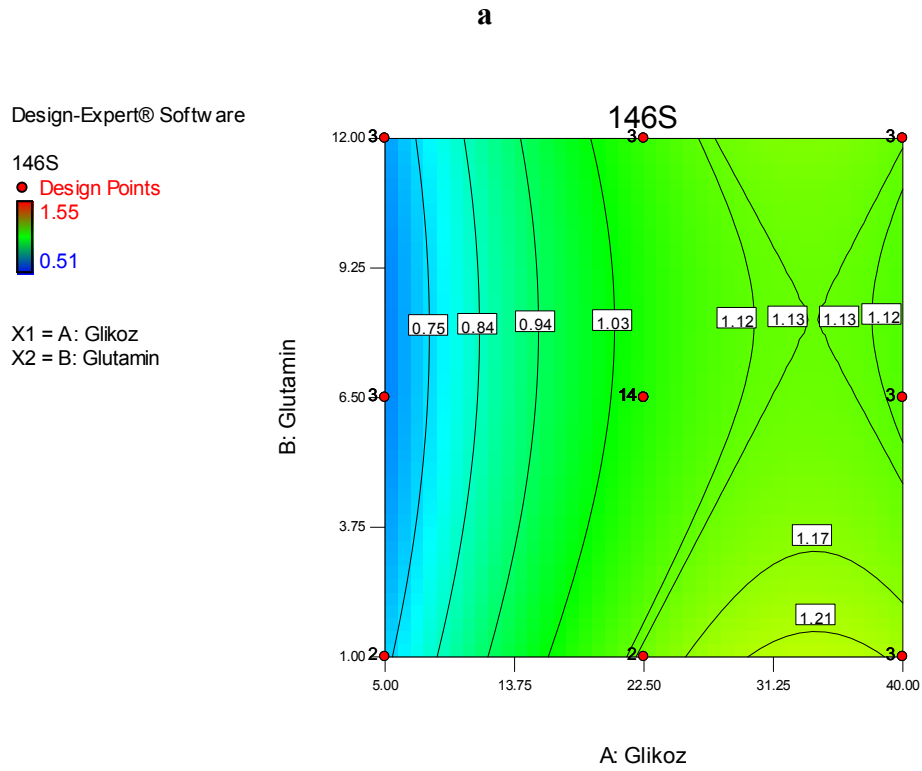 a
Design-Expert® Software
146S
Design Points
1.55
0.51
X1 = A: Glikoz
X2 = B: Glutamin
146S
12.00
9.25
6.50
3.75
1.00
B: Glutamin
3 3 3
3 14 3
2 2 3
0.75 0.84 0.94 1.03 1.12 1.13 1.13 1.12
1.17
1.21
5.00 13.75 22.50 31.25 40.00
A: Glikoz